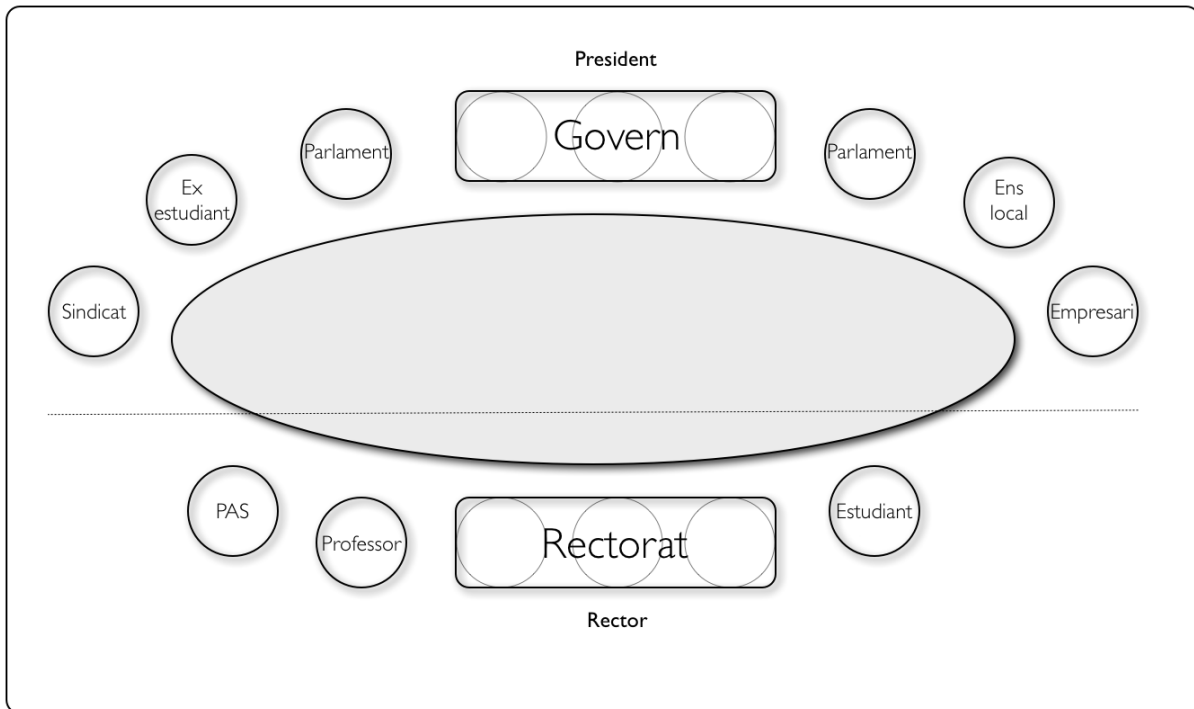 President
Govern
Parlament
Parlament
Ex
estudiant
Ens
local
Sindicat
Empresari
PAS
Professor
Rectorat
Estudiant
Rector